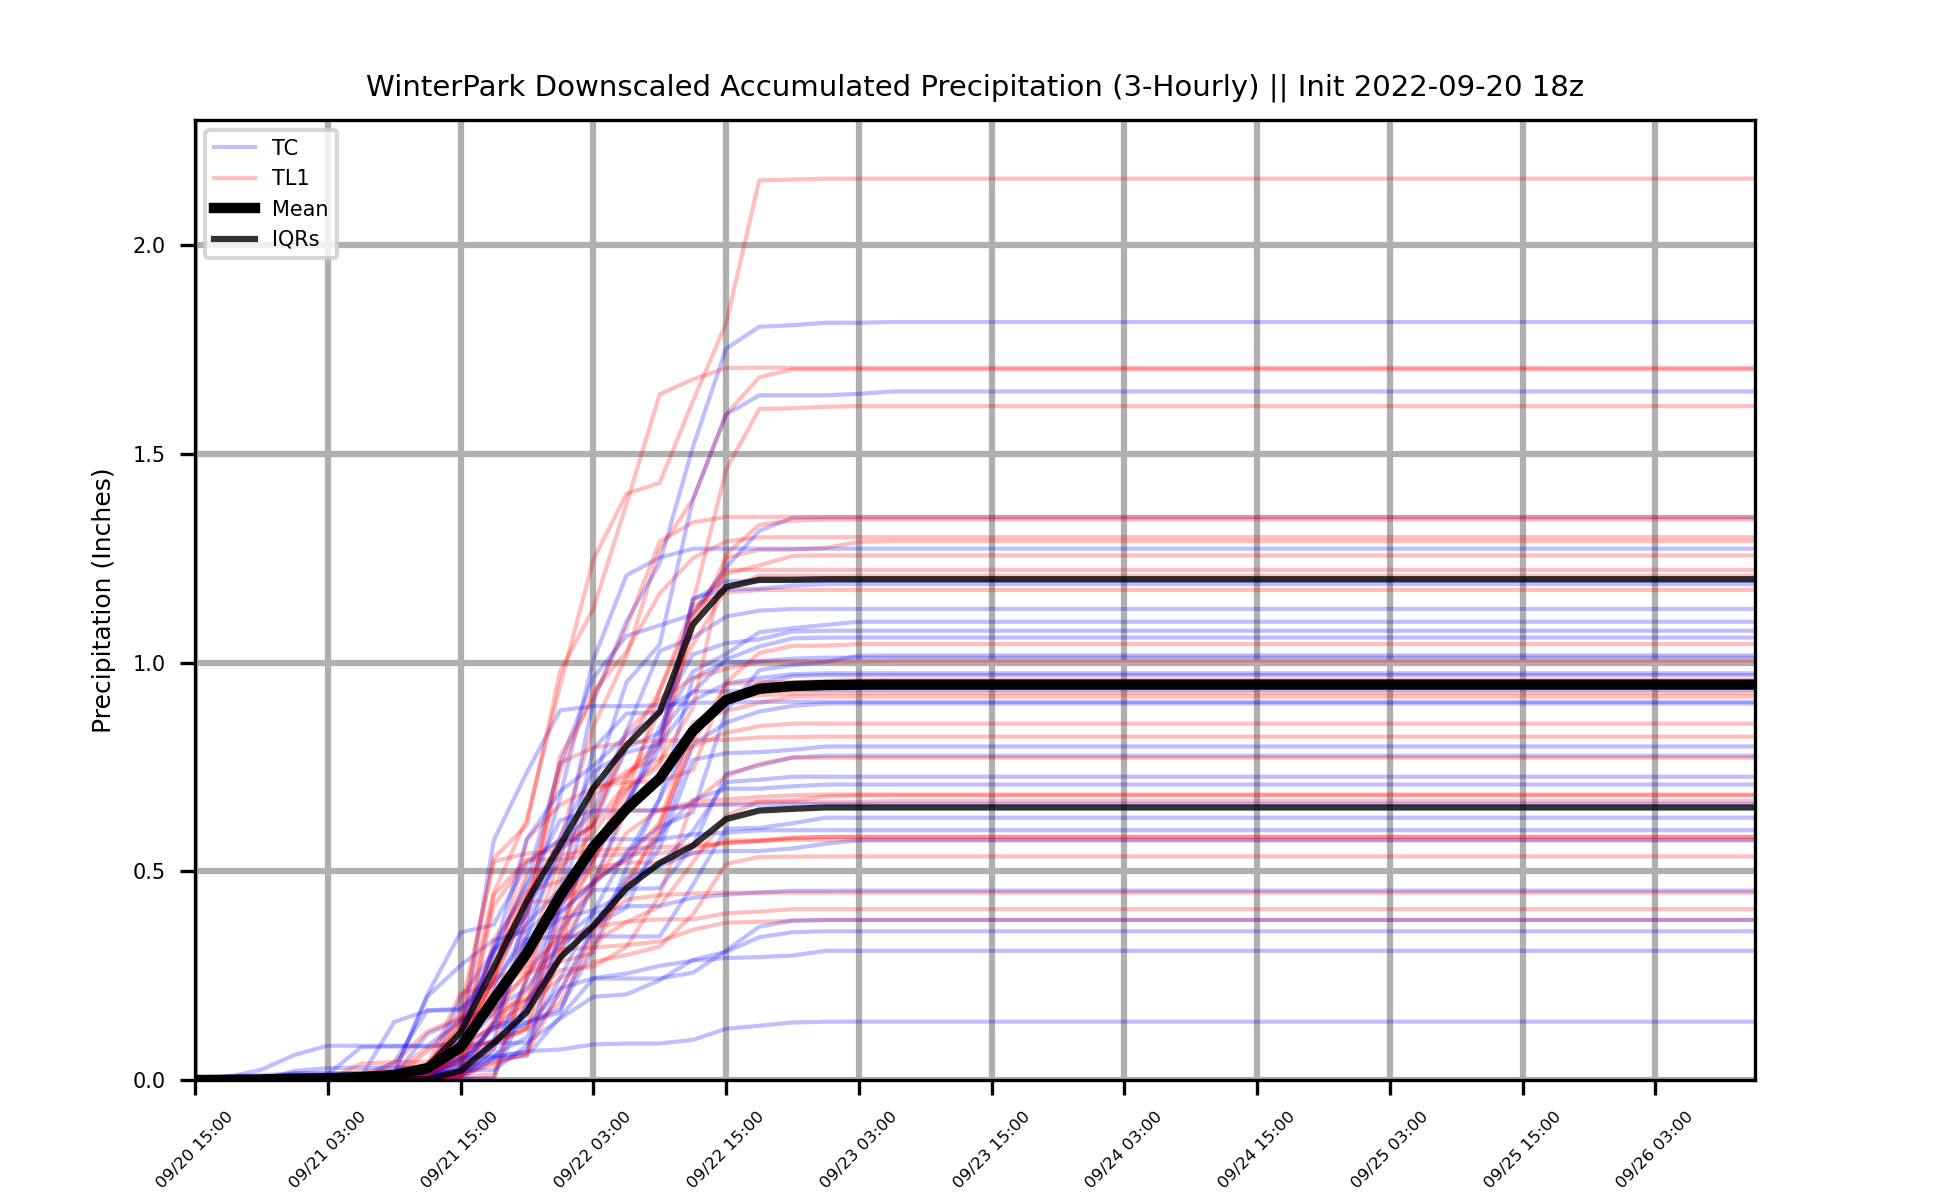 WinterPark Downscaled Accumulated Precipitation (3-Hourly) || Init 2022-09-20 18z
TC
TL1
Mean
IQRs
Precipitation (Inches)
2.0
1.5
1.0
0.5
0.0
09/20 15:00
09/21 03:00
09/21 15:00
09/22 03:00
09/22 15:00
09/23 03:00
09/23 15:00
09/24 03:00
09/24 15:00
09/25 03:00
09/25 15:00
09/26 03:00